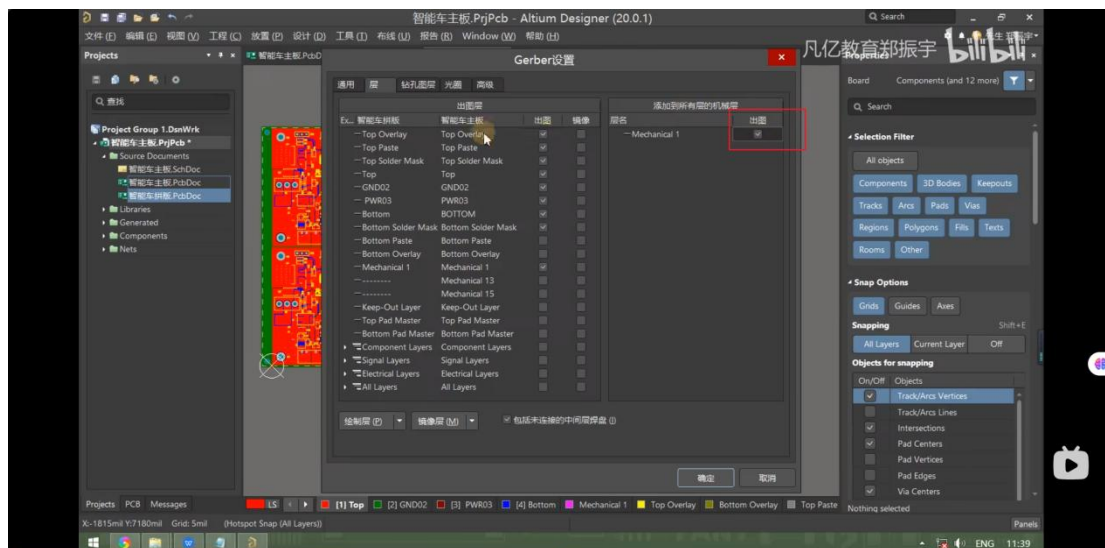 智能车主板.PrjPcb - Altium Designer (20.0.1)
Search
文件 (F) 编辑 (E) 视图 (V) 工程 (C) 放置 (P) 设计 (D) 工具 (T) 布线 (U) 报告 (R) Window (W) 帮助 (H)
凡亿教育郑振宇 bilibili
Projects
智能车主板.PcbD
Gerber设置
Properties
通用 层 钻孔图层 光圈 高级
Board Components (and 12 more)
查找
出图层
添加到所有层的机械层
Search
Ex... 智能车拼板 智能车主板 出图 镜像
层名 出图
Project Group 1.DsnWrk
智能车主板.PrjPcb *
Source Documents
智能车主板.SchDoc
智能车主板.PcbDoc
智能车拼板.PcbDoc
Libraries
Generated
Components
Nets
Top Overlay Top Overlay
Top Paste Top Paste
Top Solder Mask Top Solder Mask
Top Top
GND02 GND02
PWR03 PWR03
Bottom BOTTOM
Bottom Solder Mask Bottom Solder Mask
Bottom Paste Bottom Paste
Bottom Overlay Bottom Overlay
Mechanical 1 Mechanical 1
-------- Mechanical 13
-------- Mechanical 15
Keep-Out Layer Keep-Out Layer
Top Pad Master Top Pad Master
Bottom Pad Master Bottom Pad Master
Component Layers Component Layers
Signal Layers Signal Layers
Electrical Layers Electrical Layers
All Layers All Layers
Mechanical 1
绘制层 (P) 镜像层 (M) 包括未连接的中间层焊盘 (I)
确定 取消
Selection Filter
All objects
Components 3D Bodies Keepouts
Tracks Arcs Pads Vias
Regions Polygons Fills Texts
Rooms Other
Snap Options
Grids Guides Axes
Snapping Shift+E
All Layers Current Layer Off
Objects for snapping
On/Off Objects
Track/Arcs Vertices
Track/Arcs Lines
Intersections
Pad Centers
Pad Vertices
Pad Edges
Via Centers
Nothing selected
Projects PCB Messages
LS [1] Top [2] GND02 [3] PWR03 [4] Bottom Mechanical 1 Top Overlay Bottom Overlay Top Paste
X:-1815mil Y:7180mil Grid: 5mil (Hotspot Snap (All Layers))
Panels
ENG 11:39